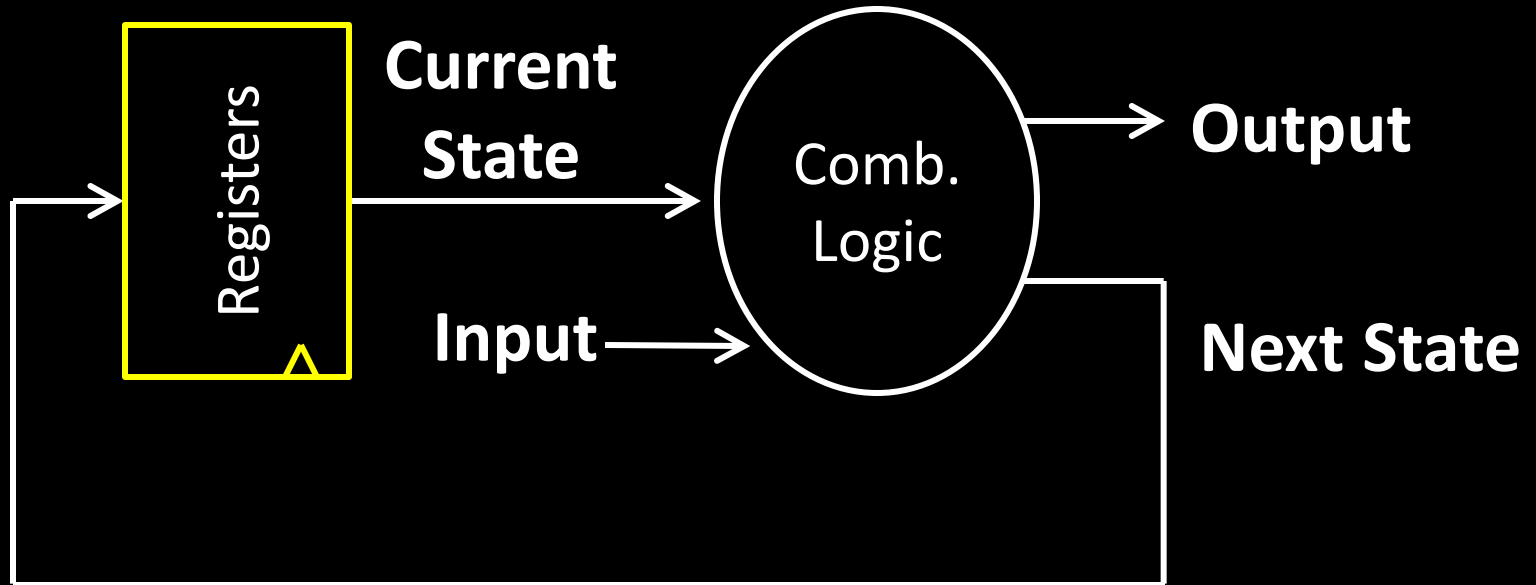 Registers
Current
State
Input
Comb.
Logic
Output
Next State